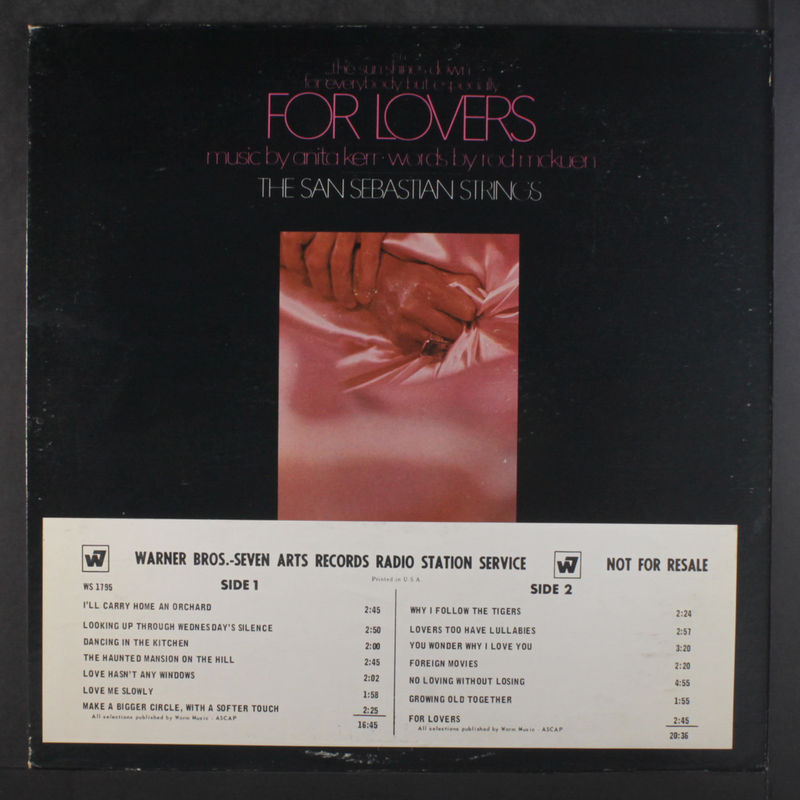 ...the sun shines down
for everybody but especially
FOR LOVERS
music by anita kerr · words by rod mckuen
THE SAN SEBASTIAN STRINGS
W7 WARNER BROS.-SEVEN ARTS RECORDS RADIO STATION SERVICE W7 NOT FOR RESALE
Printed in U.S.A.
WS 1795 SIDE 1
I'LL CARRY HOME AN ORCHARD 2:45
LOOKING UP THROUGH WEDNESDAY'S SILENCE 2:50
DANCING IN THE KITCHEN 2:00
THE HAUNTED MANSION ON THE HILL 2:45
LOVE HASN'T ANY WINDOWS 2:02
LOVE ME SLOWLY 1:58
MAKE A BIGGER CIRCLE, WITH A SOFTER TOUCH 2:25
All selections published by Warm Music - ASCAP
16:45
SIDE 2
WHY I FOLLOW THE TIGERS 2:24
LOVERS TOO HAVE LULLABIES 2:57
YOU WONDER WHY I LOVE YOU 3:20
FOREIGN MOVIES 2:20
NO LOVING WITHOUT LOSING 4:55
GROWING OLD TOGETHER 1:55
FOR LOVERS 2:45
All selections published by Warm Music - ASCAP
20:36